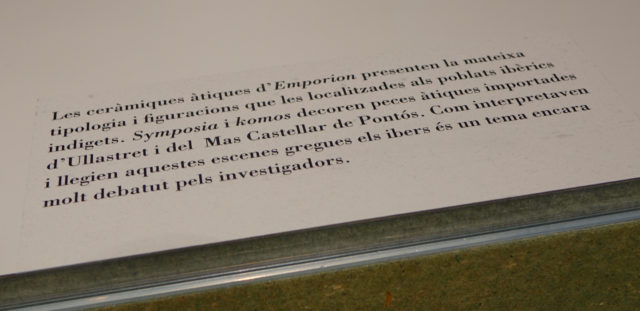 Les ceràmiques àtiques d'Emporion presenten la mateixa
tipologia i figuracions que les localitzades als poblats ibèrics
indigets. Symposia i komos decoren peces àtiques importades
d'Ullastret i del Mas Castellar de Pontós. Com interpretaven
i llegien aquestes escenes gregues els ibers és un tema encara
molt debatut pels investigadors.